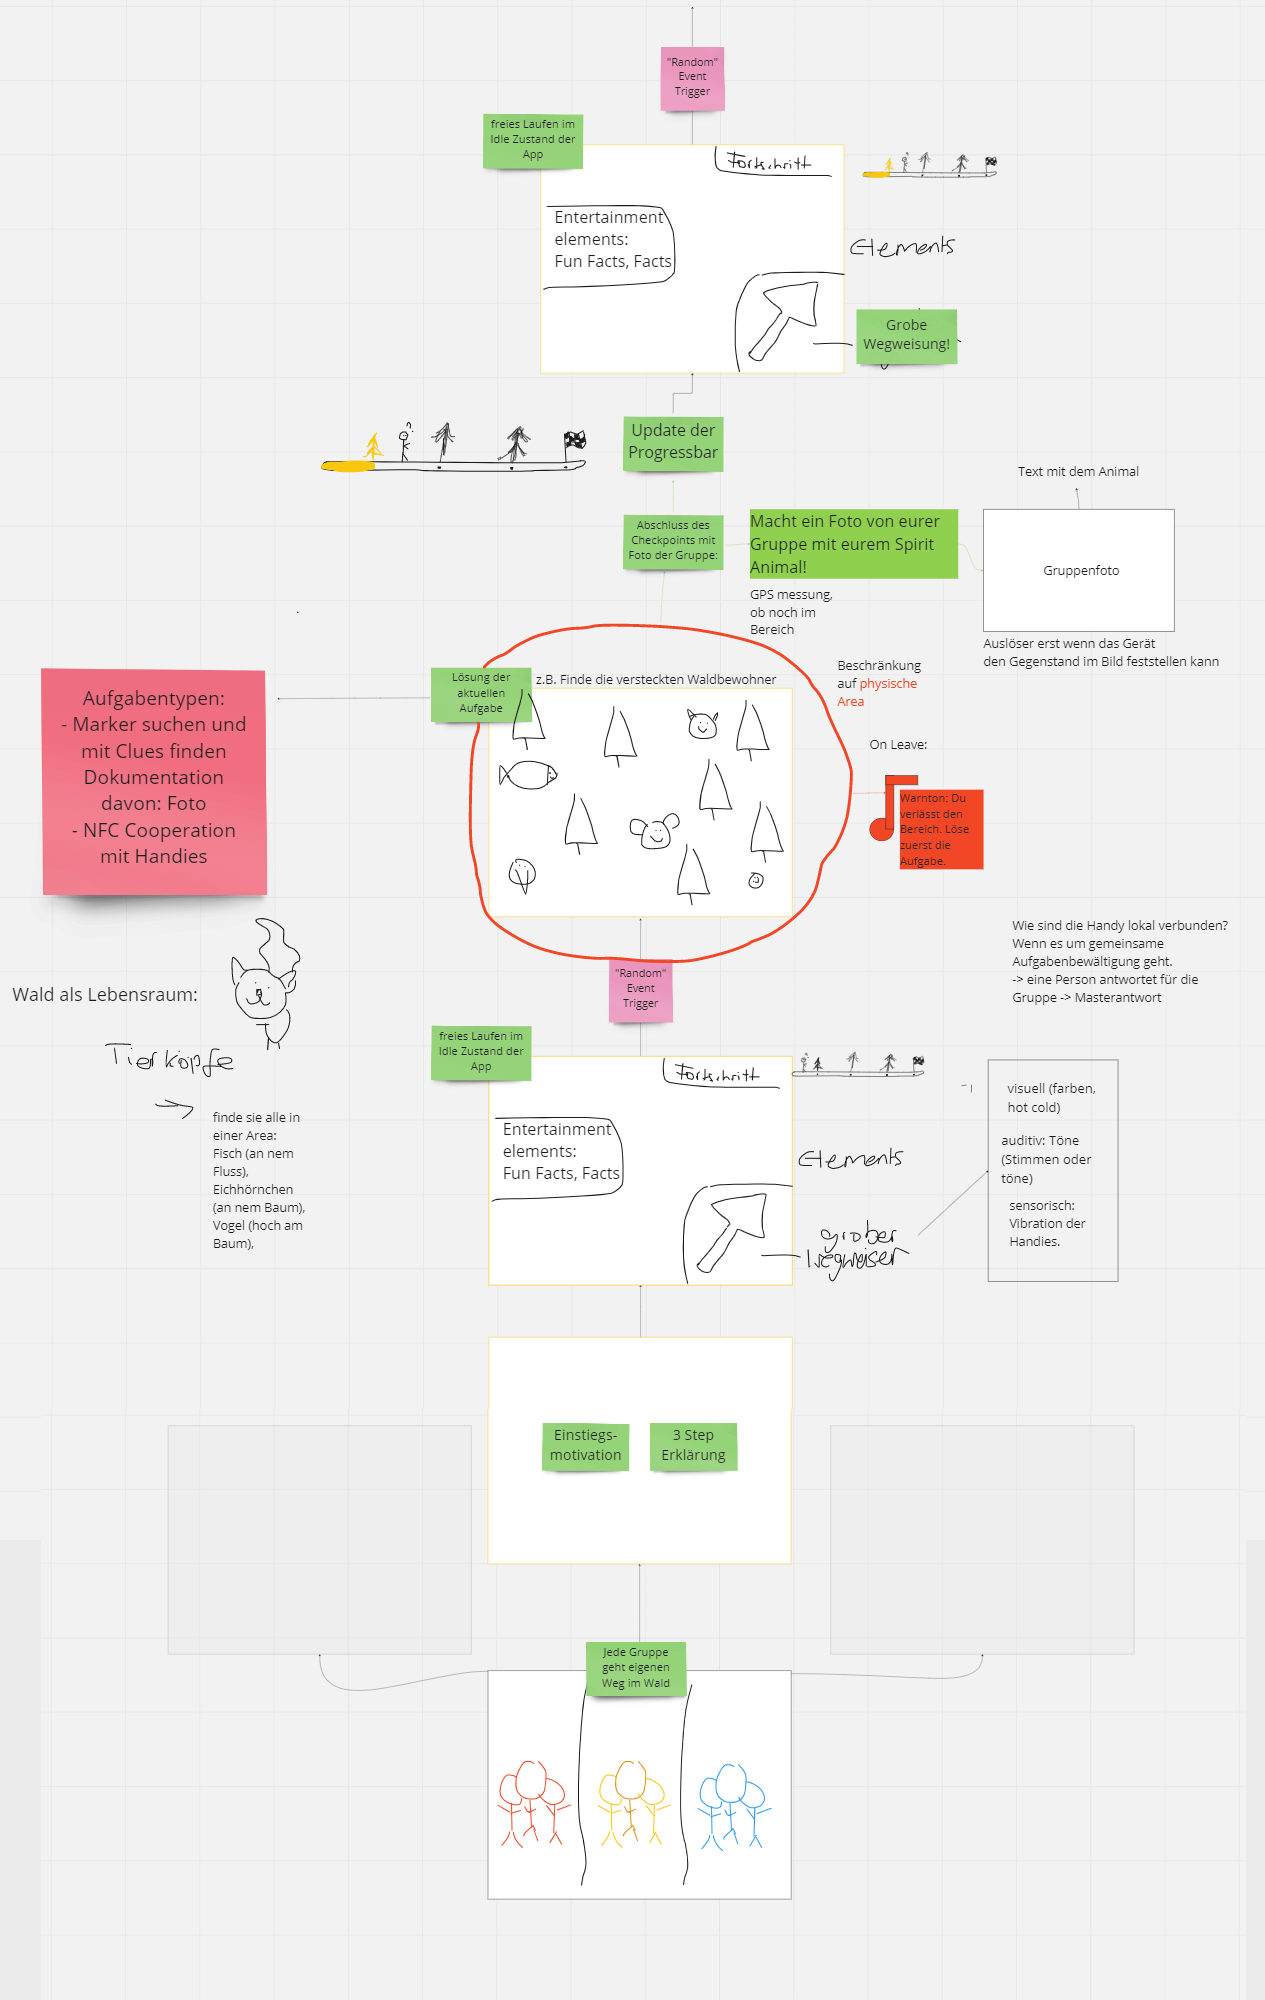 "Random"
Event
Trigger
freies Laufen im
Idle Zustand der
App
Fortschritt
Entertainment
elements:
Fun Facts, Facts
Elements
Grobe
Wegweisung!
Update der
Progressbar
Text mit dem Animal
Abschluss des
Checkpoints mit
Foto der Gruppe:
Macht ein Foto von eurer
Gruppe mit eurem Spirit
Animal!
Gruppenfoto
GPS messung,
ob noch im
Bereich
Auslöser erst wenn das Gerät
den Gegenstand im Bild feststellen kann
Aufgabentypen:
- Marker suchen und
mit Clues finden
Dokumentation
davon: Foto
- NFC Cooperation
mit Handies
Lösung der
aktuellen
Aufgabe
z.B. Finde die versteckten Waldbewohner
Beschränkung
auf physische
Area
On Leave:
Warnton: Du
verlässt den
Bereich. Löse
zuerst die
Aufgabe.
Wie sind die Handy lokal verbunden?
Wenn es um gemeinsame
Aufgabenbewältigung geht.
-> eine Person antwortet für die
Gruppe -> Masterantwort
Wald als Lebensraum:
Tierköpfe
finde sie alle in
einer Area:
Fisch (an nem
Fluss),
Eichhörnchen
(an nem Baum),
Vogel (hoch am
Baum),
"Random"
Event
Trigger
freies Laufen im
Idle Zustand der
App
Fortschritt
Entertainment
elements:
Fun Facts, Facts
Elements
grober
Wegweiser
visuell (farben,
hot cold)
auditiv: Töne
(Stimmen oder
töne)
sensorisch:
Vibration der
Handies.
Einstiegs-
motivation
3 Step
Erklärung
Jede Gruppe
geht eigenen
Weg im Wald